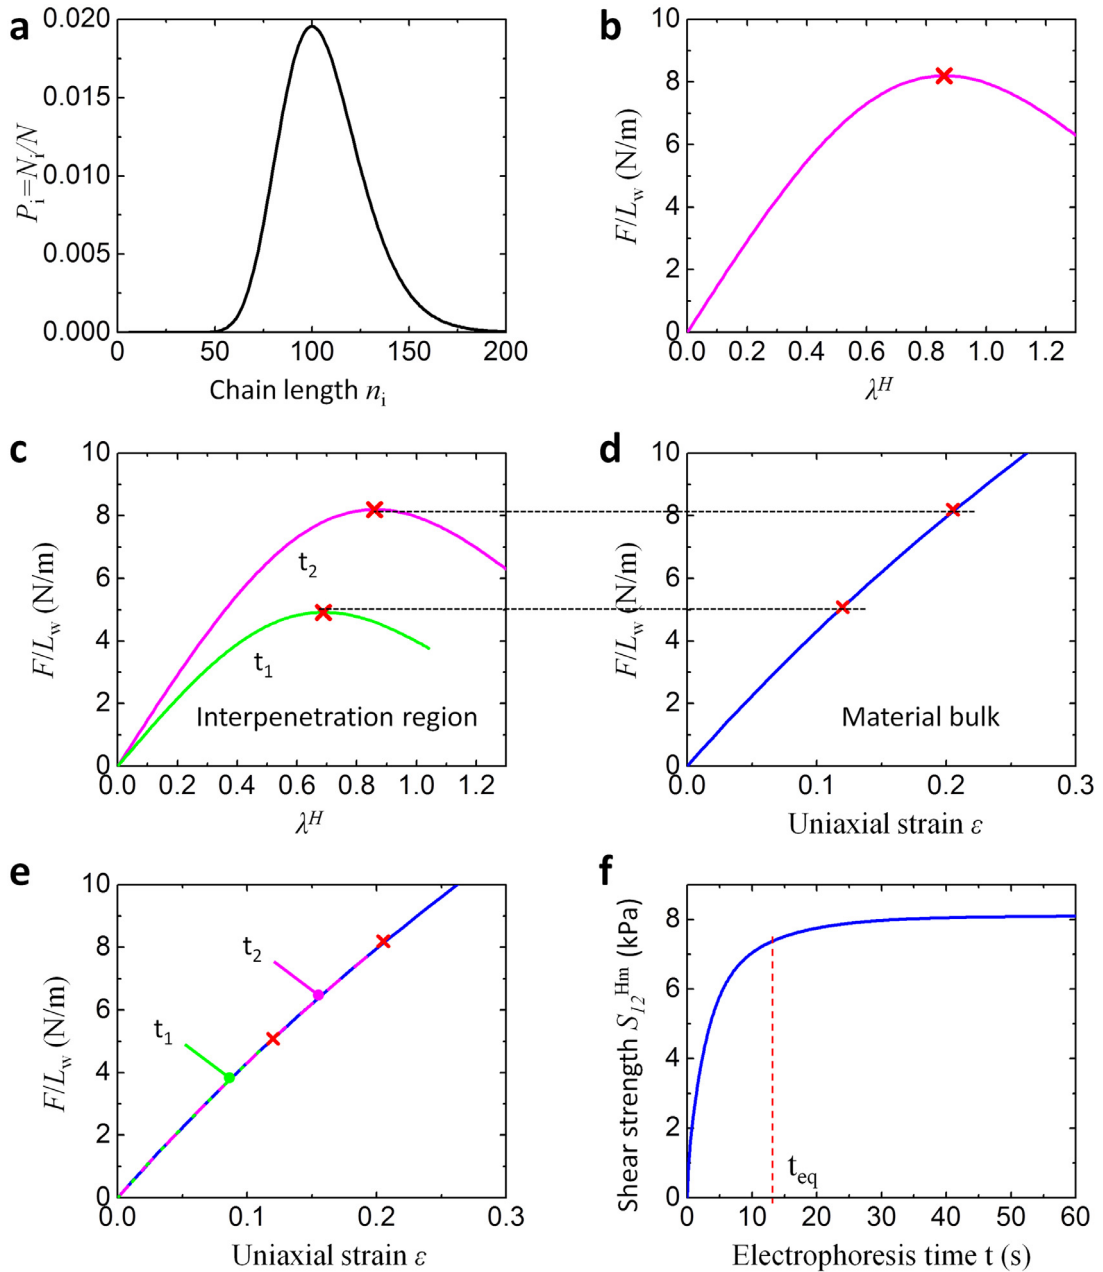 a
0.020
0.015
0.010
0.005
0.000
P_i=N_i/N
0 50 100 150 200
Chain length n_i
b
10
8
6
4
2
0
F/L_w (N/m)
0.0 0.2 0.4 0.6 0.8 1.0 1.2
λ^H
c
10
8
6
4
2
0
F/L_w (N/m)
t_2
t_1
Interpenetration region
0.0 0.2 0.4 0.6 0.8 1.0 1.2
λ^H
d
10
8
6
4
2
0
F/L_w (N/m)
Material bulk
0.0 0.1 0.2 0.3
Uniaxial strain ε
e
10
8
6
4
2
0
F/L_w (N/m)
t_2
t_1
0.0 0.1 0.2 0.3
Uniaxial strain ε
f
8
6
4
2
0
Shear strength S_12^Hm (kPa)
t_eq
0 10 20 30 40 50 60
Electrophoresis time t (s)